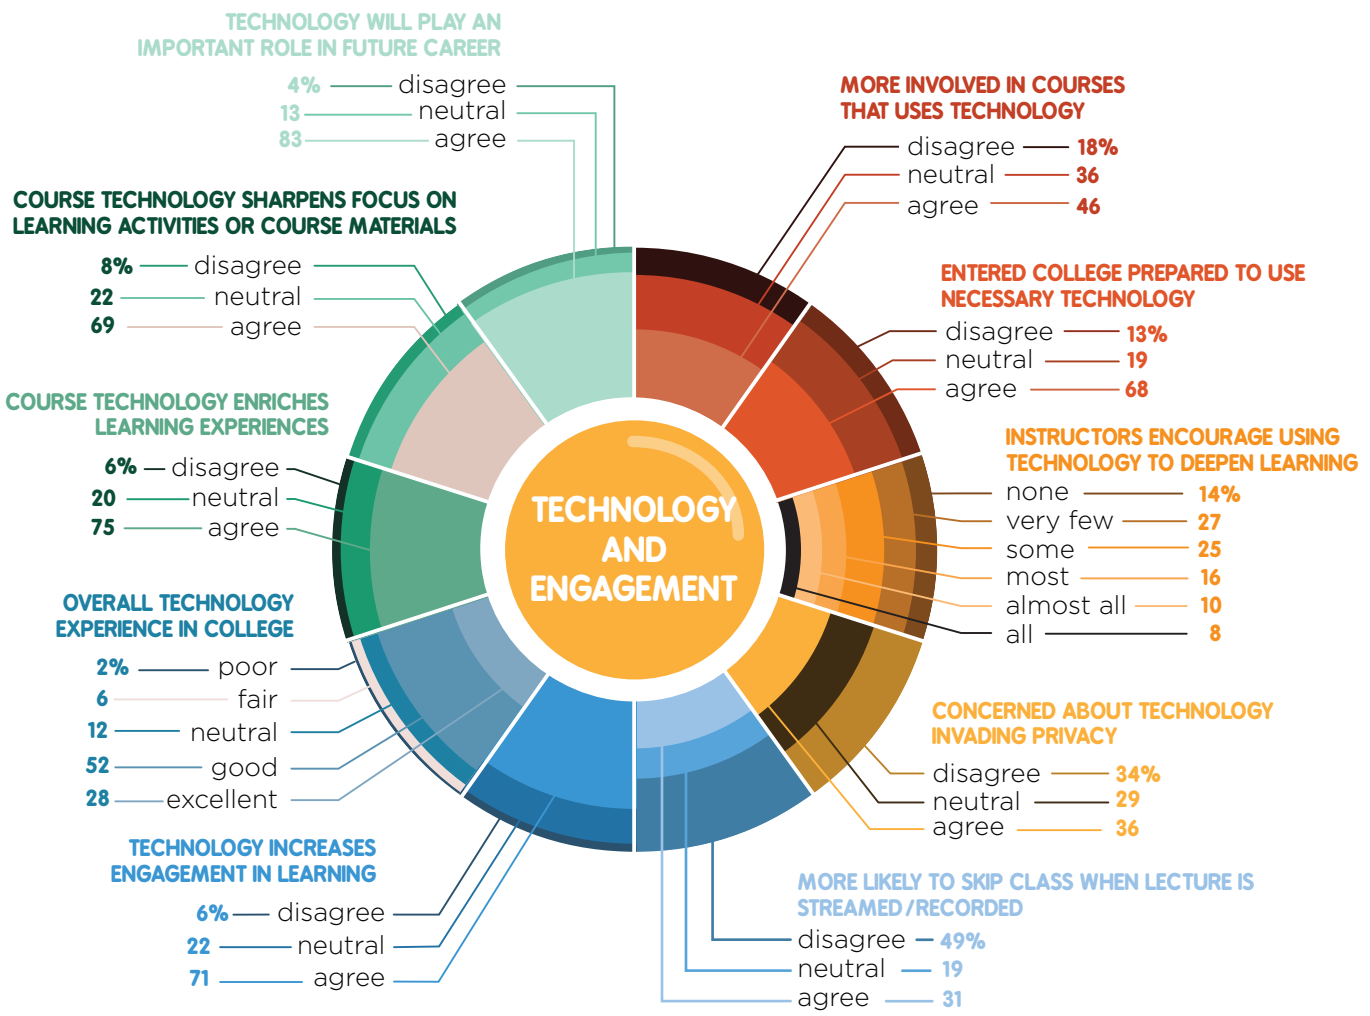 TECHNOLOGY WILL PLAY AN
IMPORTANT ROLE IN FUTURE CAREER
4% disagree
13 neutral
83 agree
MORE INVOLVED IN COURSES
THAT USES TECHNOLOGY
disagree 18%
neutral 36
agree 46
COURSE TECHNOLOGY SHARPENS FOCUS ON
LEARNING ACTIVITIES OR COURSE MATERIALS
8% disagree
22 neutral
69 agree
ENTERED COLLEGE PREPARED TO USE
NECESSARY TECHNOLOGY
disagree 13%
neutral 19
agree 68
COURSE TECHNOLOGY ENRICHES
LEARNING EXPERIENCES
6% disagree
20 neutral
75 agree
INSTRUCTORS ENCOURAGE USING
TECHNOLOGY TO DEEPEN LEARNING
none 14%
very few 27
some 25
most 16
almost all 10
all 8
TECHNOLOGY
AND
ENGAGEMENT
OVERALL TECHNOLOGY
EXPERIENCE IN COLLEGE
2% poor
6 fair
12 neutral
52 good
28 excellent
CONCERNED ABOUT TECHNOLOGY
INVADING PRIVACY
disagree 34%
neutral 29
agree 36
TECHNOLOGY INCREASES
ENGAGEMENT IN LEARNING
6% disagree
22 neutral
71 agree
MORE LIKELY TO SKIP CLASS WHEN LECTURE IS
STREAMED/RECORDED
disagree 49%
neutral 19
agree 31